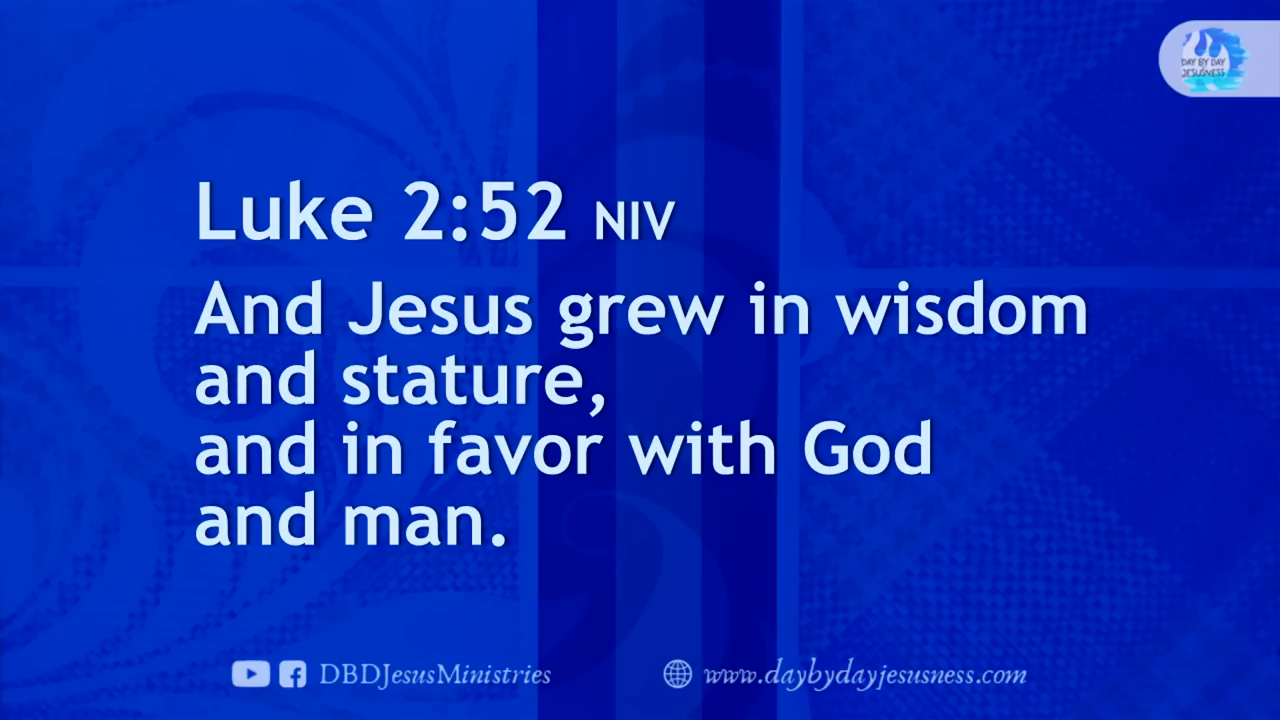 DAY BY DAY
JESUSNESS
Luke 2:52 NIV
And Jesus grew in wisdom
and stature,
and in favor with God
and man.
DBDJesusMinistries
www.daybydayjesusness.com